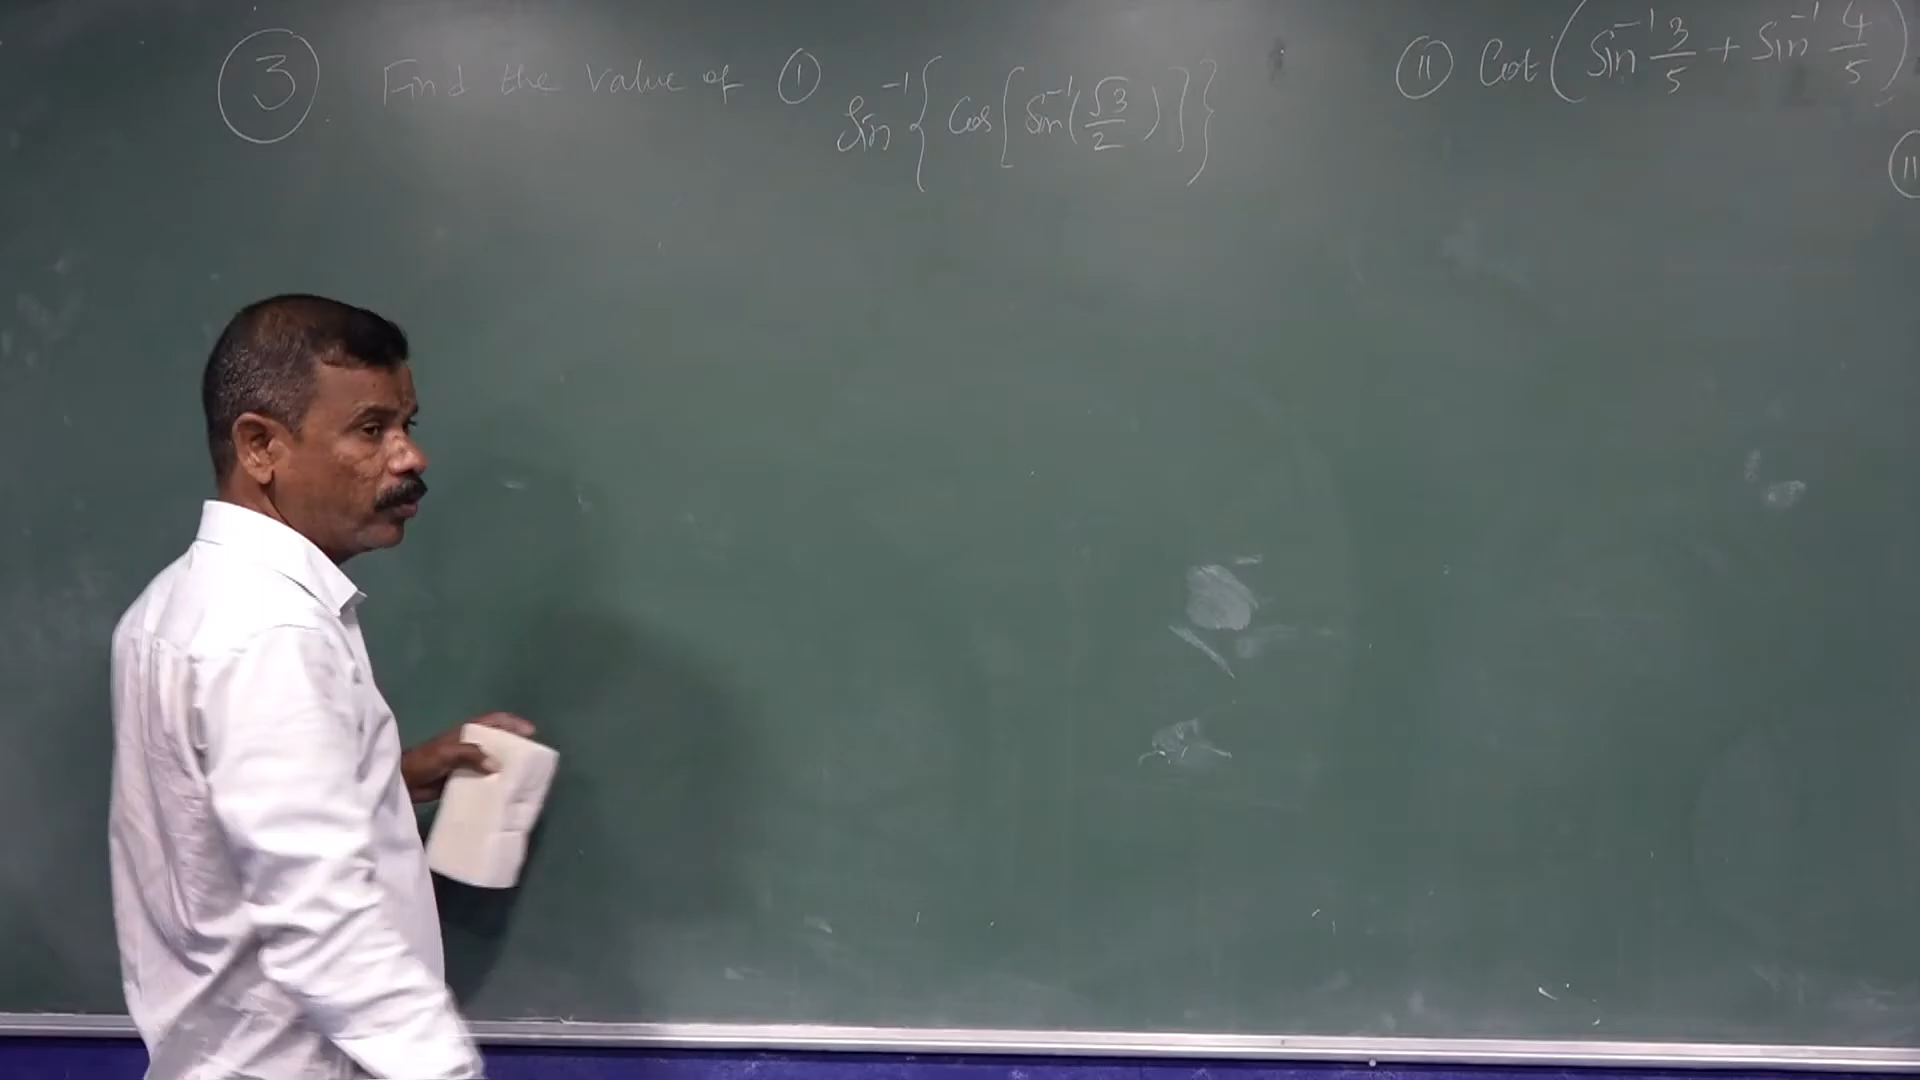 ③ Find the value of ① Sin⁻¹{Cos[Sin⁻¹(√3/2)]}
⑪ Cot(Sin⁻¹ 3/5 + Sin⁻¹ 4/5)